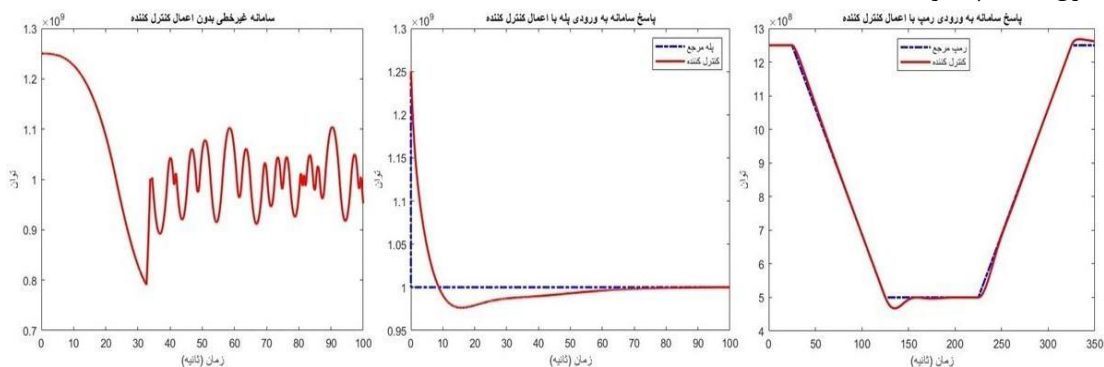 سامانه غیرخطی بدون اعمال کنترل کننده
×10⁹
1.3
1.2
1.1
1
0.9
0.8
0.7
توان
0 10 20 30 40 50 60 70 80 90 100
زمان (ثانیه)
پاسخ سامانه به ورودی پله با اعمال کنترل کننده
×10⁹
1.3
1.25
1.2
1.15
1.1
1.05
1
0.95
توان
پله مرجع
کنترل کننده
0 20 40 60 80 100
زمان (ثانیه)
پاسخ سامانه به ورودی رمپ با اعمال کنترل کننده
×10⁸
13
12
11
10
9
8
7
6
5
4
توان
رمپ مرجع
کنترل کننده
0 50 100 150 200 250 300 350
زمان (ثانیه)